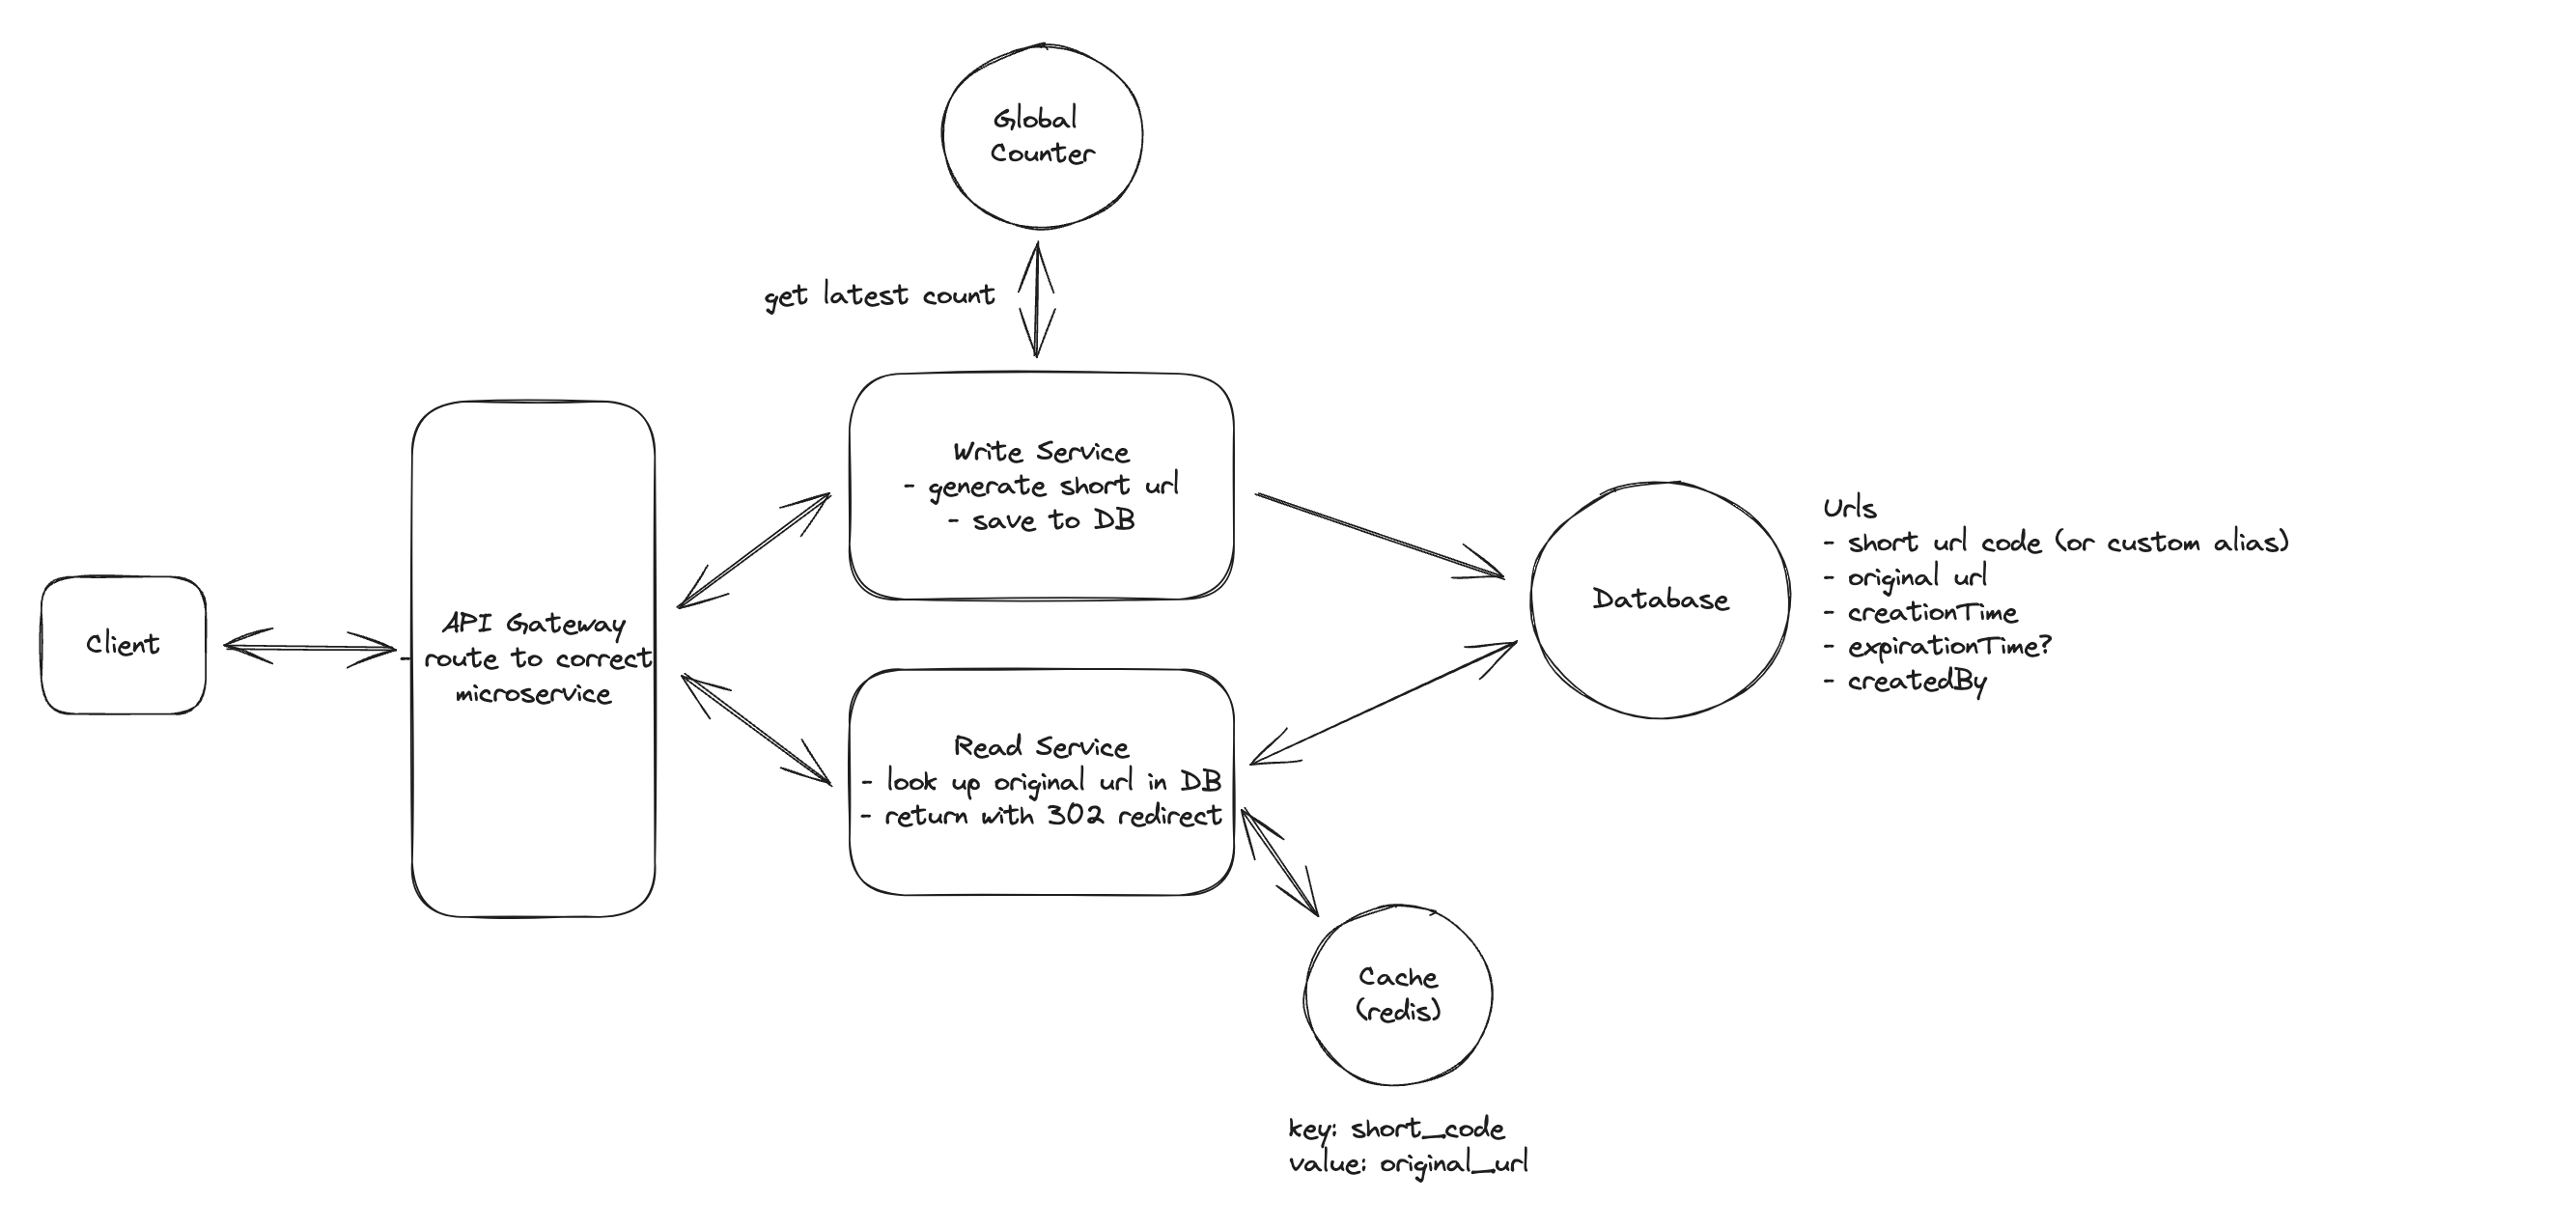 Global
Counter
get latest count
Write Service
- generate short url
- save to DB
Client
API Gateway
- route to correct
microservice
Read Service
- look up original url in DB
- return with 302 redirect
Database
Urls
- short url code (or custom alias)
- original url
- creationTime
- expirationTime?
- createdBy
Cache
(redis)
key: short_code
value: original_url